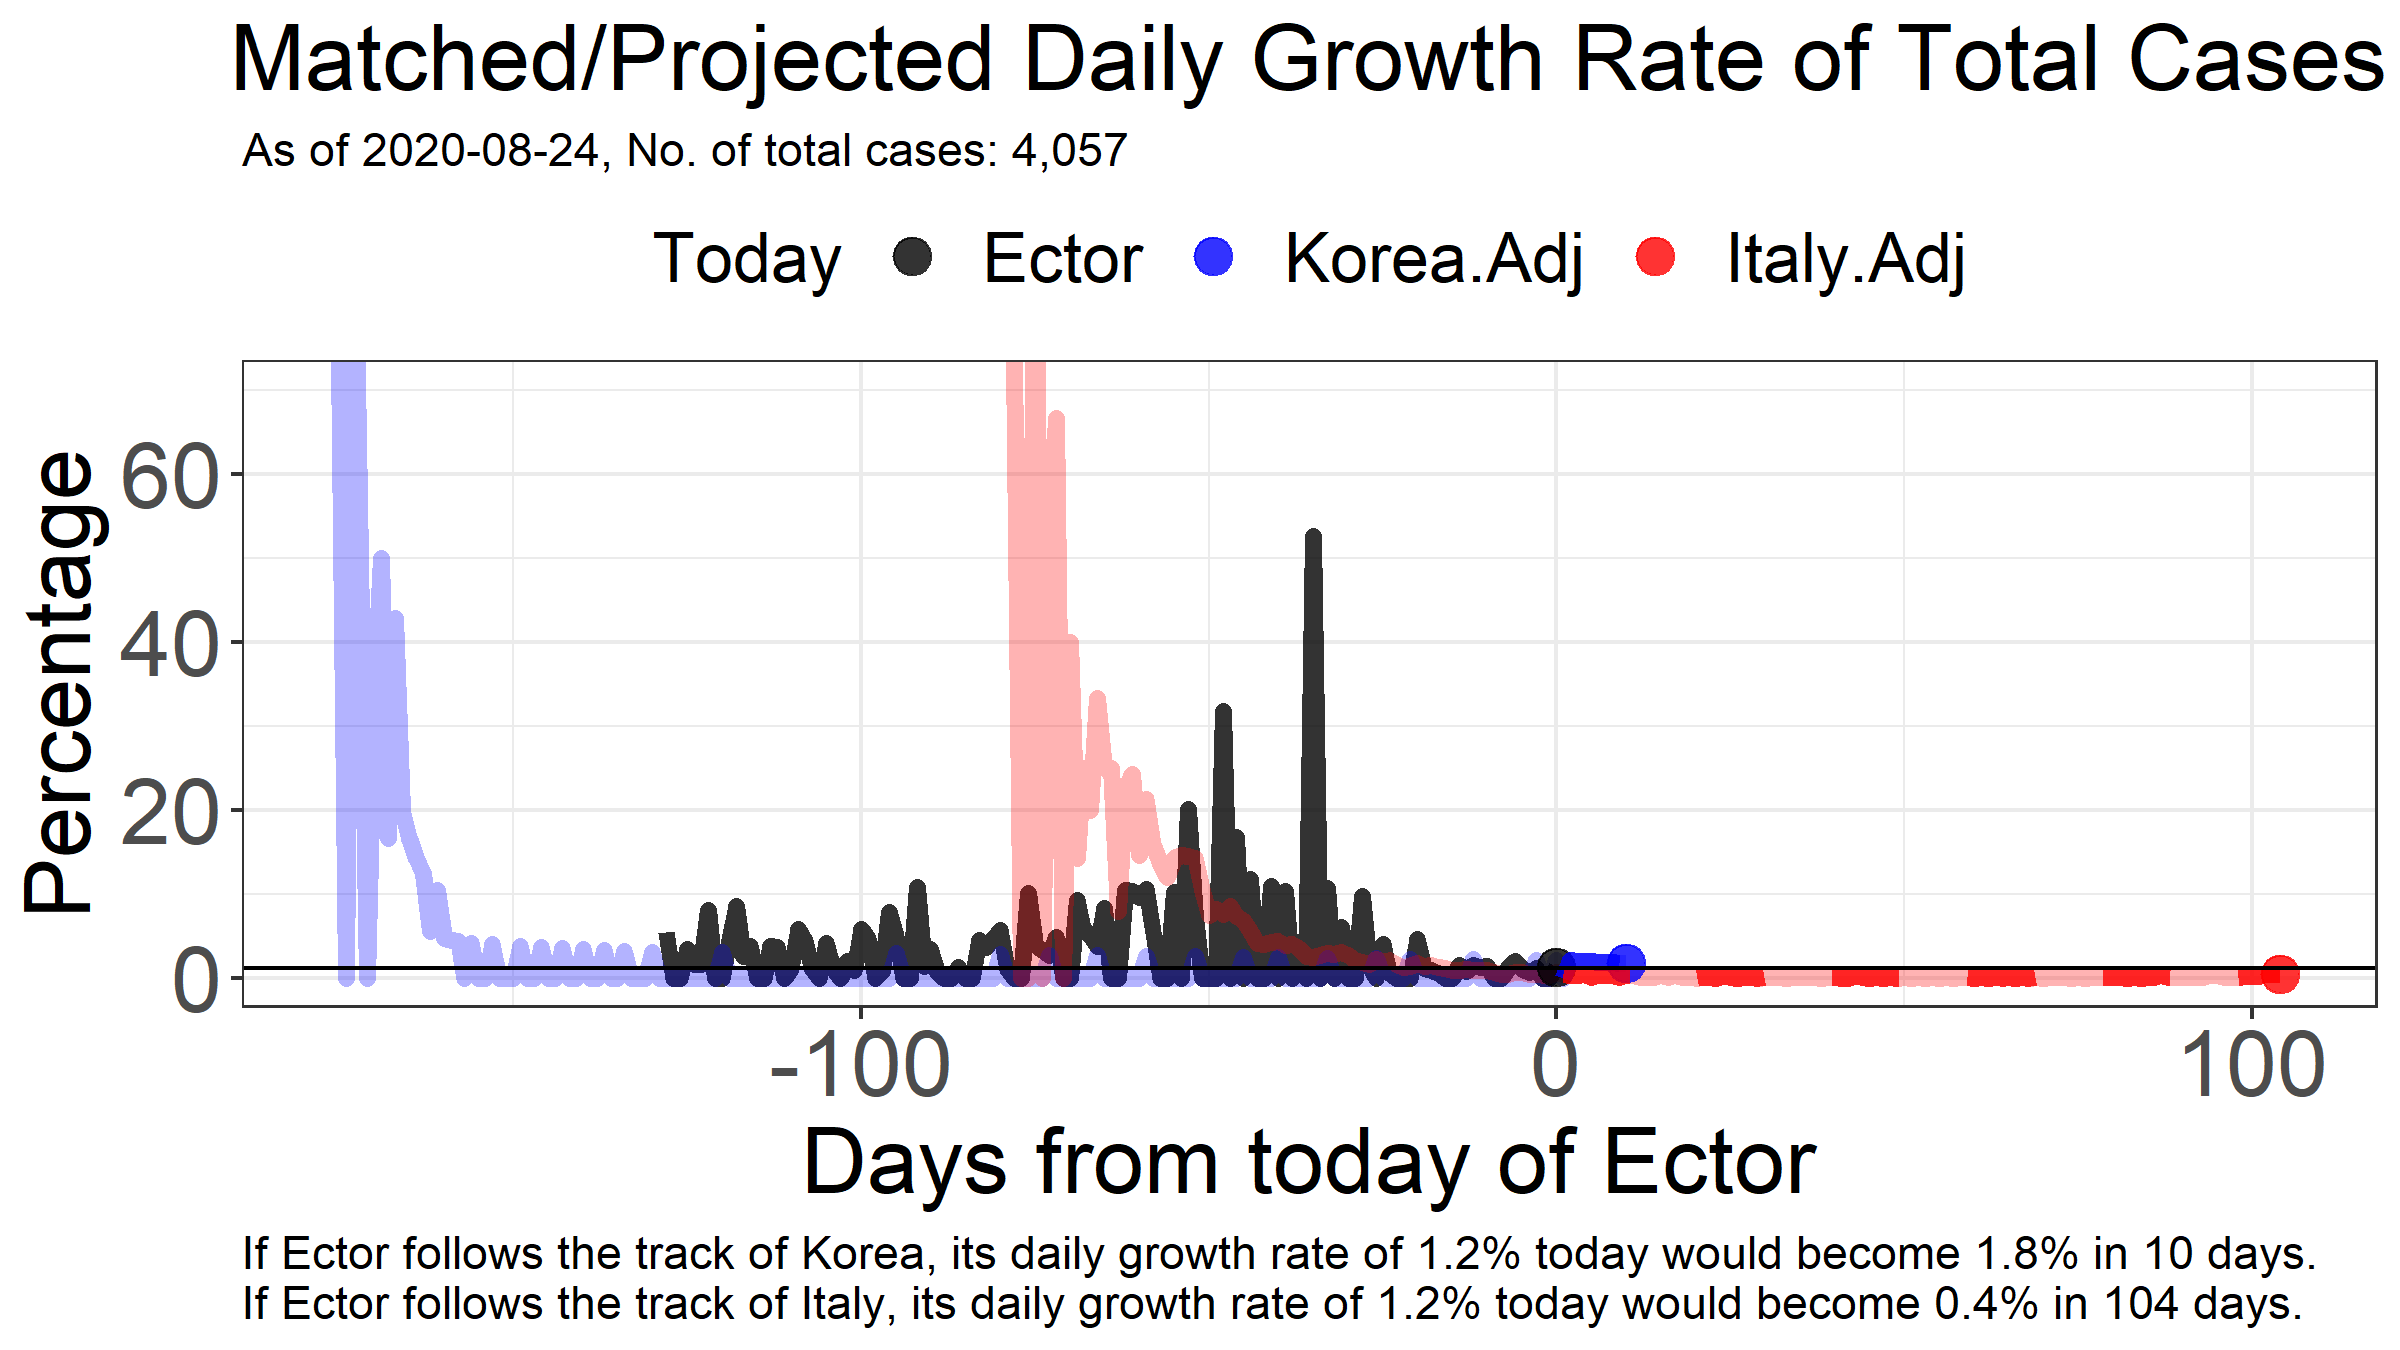 Matched/Projected Daily Growth Rate of Total Cases
As of 2020-08-24, No. of total cases: 4,057
Today Ector Korea.Adj Italy.Adj
Percentage
60
40
20
0
-100 0 100
Days from today of Ector
If Ector follows the track of Korea, its daily growth rate of 1.2% today would become 1.8% in 10 days.
If Ector follows the track of Italy, its daily growth rate of 1.2% today would become 0.4% in 104 days.